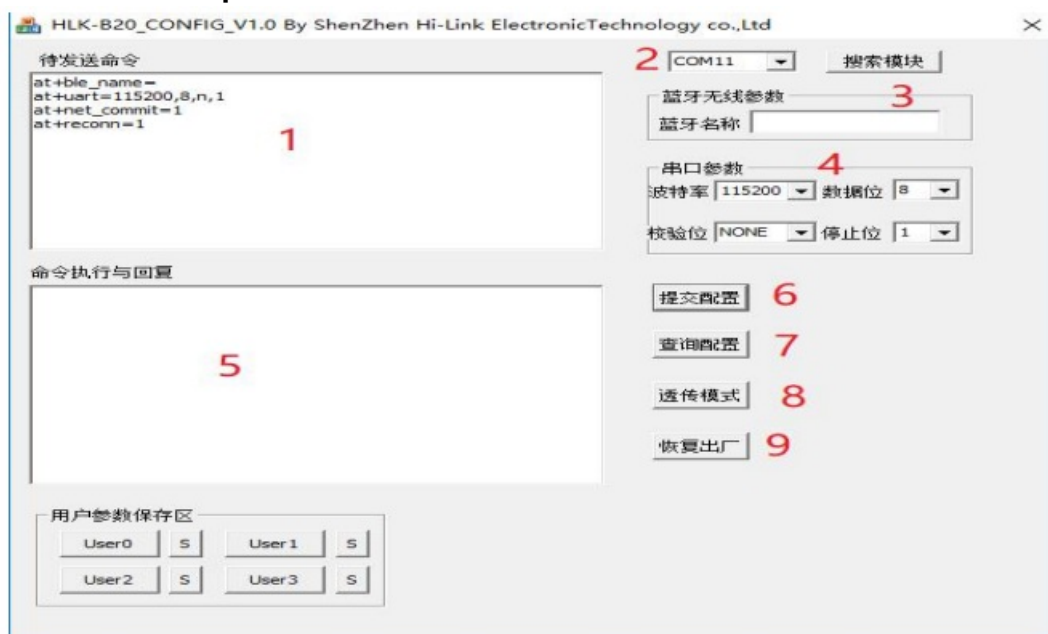 HLK-B20_CONFIG_V1.0 By ShenZhen Hi-Link ElectronicTechnology co.,Ltd
待发送命令
at+ble_name=
at+uart=115200,8,n,1
at+net_commit=1
at+reconn=1
1
2 COM11 搜索模块
蓝牙无线参数 3
蓝牙名称
串口参数 4
波特率 115200 数据位 8
校验位 NONE 停止位 1
命令执行与回复
5
提交配置 6
查询配置 7
透传模式 8
恢复出厂 9
用户参数保存区
User0 S User1 S
User2 S User3 S